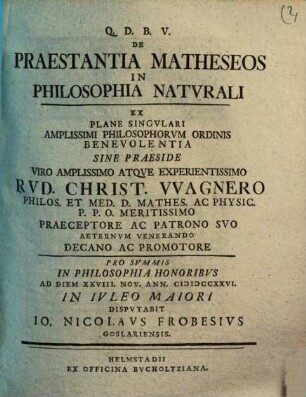 (2
Q. D. B. V.
DE
PRAESTANTIA MATHESEOS
IN
PHILOSOPHIA NATVRALI
EX
PLANE SINGVLARI
AMPLISSIMI PHILOSOPHORVM ORDINIS
BENEVOLENTIA
SINE PRAESIDE
VIRO AMPLISSIMO ATQVE EXPERIENTISSIMO
RVD. CHRIST. VVAGNERO
PHILOS. ET MED. D. MATHES. AC PHYSIC.
P. P. O. MERITISSIMO
PRAECEPTORE AC PATRONO SVO
AETERNVM VENERANDO
DECANO AC PROMOTORE
PRO SVMMIS
IN PHILOSOPHIA HONORIBVS
AD DIEM XXVIII. NOV. ANN. CIƆIƆCCXXVI.
IN IVLEO MAIORI
DISPVTABIT
IO. NICOLAVS FROBESIVS
GOSLARIENSIS.
HELMSTADII
EX OFFICINA BVCHOLTZIANA.